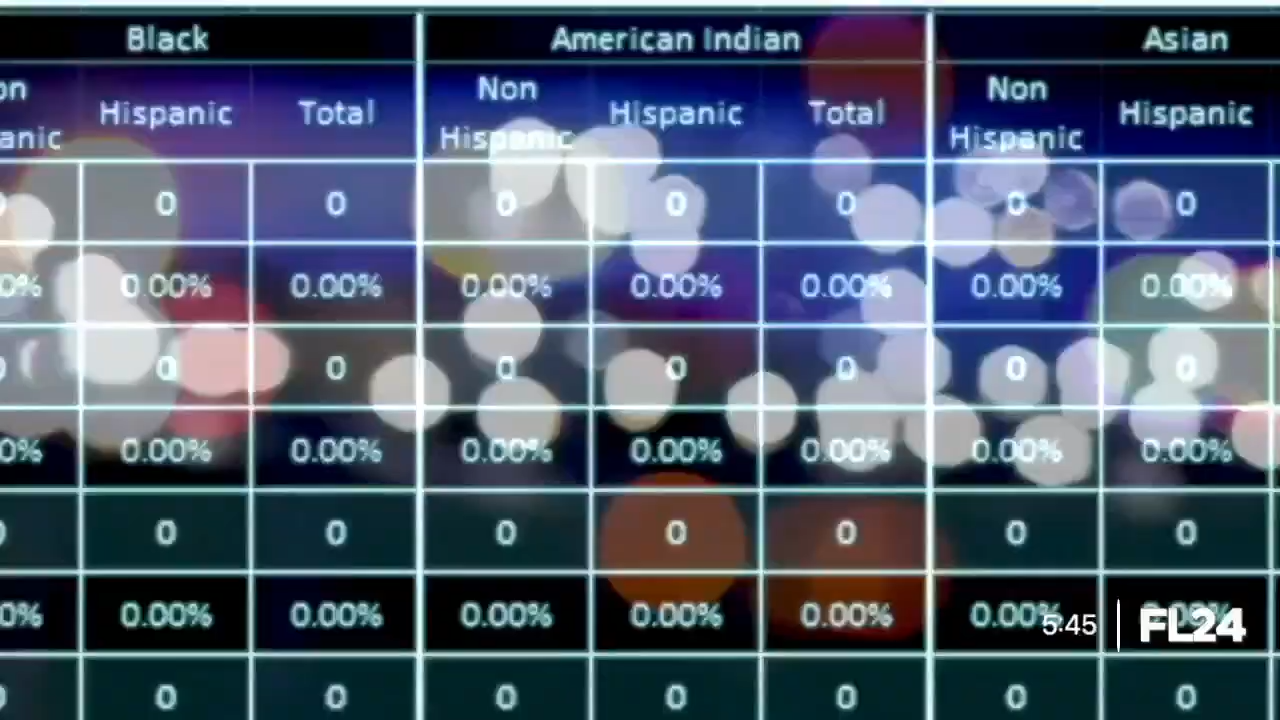 Black American Indian Asian
Non Hispanic Hispanic Total Non Hispanic Hispanic
Hispanic Total
0 0 0 0 0 0 0
0.00% 0.00% 0.00% 0.00% 0.00% 0.00% 0.00%
0 0 0 0 0 0 0
0.00% 0.00% 0.00% 0.00% 0.00% 0.00% 0.00%
0 0 0 0 0 0 0
0.00% 0.00% 0.00% 0.00% 0.00% 0.00%
0 0 0 0 0 0 0
5:45 FL24